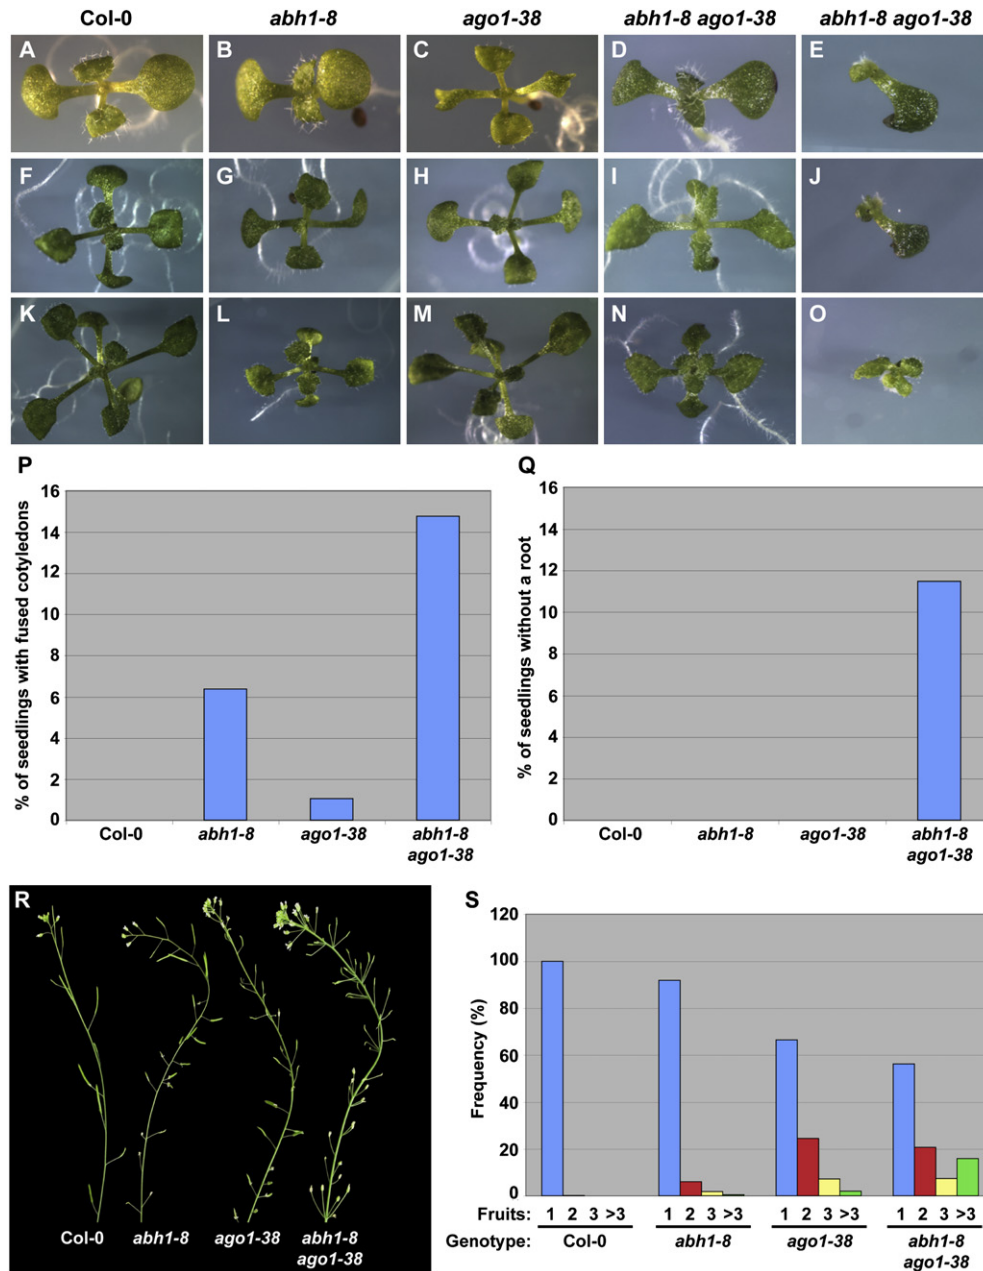 Col-0 abh1-8 ago1-38 abh1-8 ago1-38 abh1-8 ago1-38
A B C D E
F G H I J
K L M N O
P
% of seedlings with fused cotyledons
16
14
12
10
8
6
4
2
0
Col-0 abh1-8 ago1-38 abh1-8
ago1-38
Q
% of seedlings without a root
16
14
12
10
8
6
4
2
0
Col-0 abh1-8 ago1-38 abh1-8
ago1-38
R
Col-0 abh1-8 ago1-38 abh1-8
ago1-38
S
Frequency (%)
120
100
80
60
40
20
0
Fruits: 1 2 3 >3 1 2 3 >3 1 2 3 >3 1 2 3 >3
Genotype: Col-0 abh1-8 ago1-38 abh1-8
ago1-38